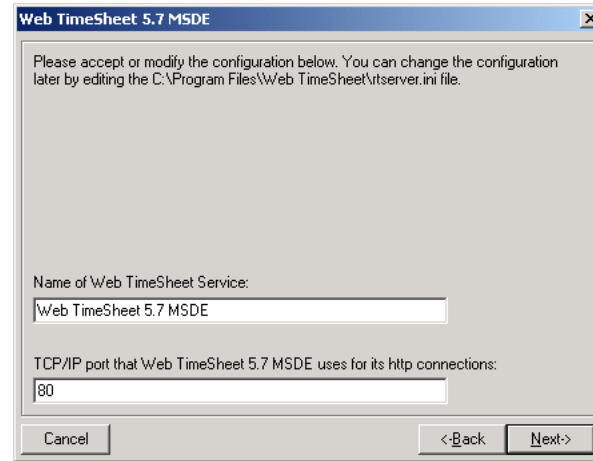 Web TimeSheet 5.7 MSDE
Please accept or modify the configuration below. You can change the configuration
later by editing the C:\Program Files\Web TimeSheet\rtserver.ini file.
Name of Web TimeSheet Service:
Web TimeSheet 5.7 MSDE
TCP/IP port that Web TimeSheet 5.7 MSDE uses for its http connections:
80
Cancel
<-Back
Next->